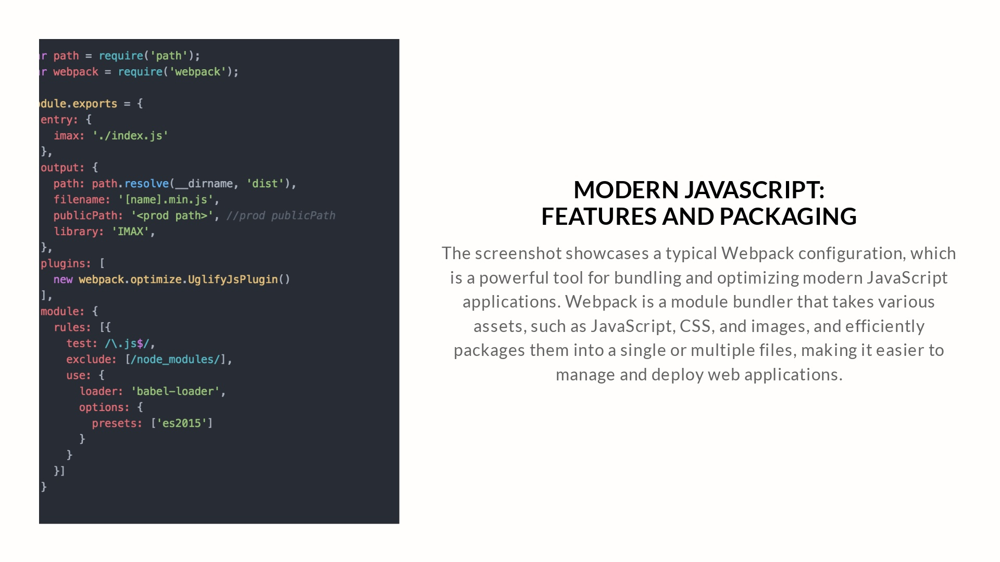 r path = require('path');
r webpack = require('webpack');
dule.exports = {
entry: {
imax: './index.js'
},
output: {
path: path.resolve(__dirname, 'dist'),
filename: '[name].min.js',
publicPath: '<prod path>', //prod publicPath
library: 'IMAX',
},
plugins: [
new webpack.optimize.UglifyJsPlugin()
],
module: {
rules: [{
test: /\.js$/,
exclude: [/node_modules/],
use: {
loader: 'babel-loader',
options: {
presets: ['es2015']
}
}
}]
}
MODERN JAVASCRIPT:
FEATURES AND PACKAGING
The screenshot showcases a typical Webpack configuration, which
is a powerful tool for bundling and optimizing modern JavaScript
applications. Webpack is a module bundler that takes various
assets, such as JavaScript, CSS, and images, and efficiently
packages them into a single or multiple files, making it easier to
manage and deploy web applications.